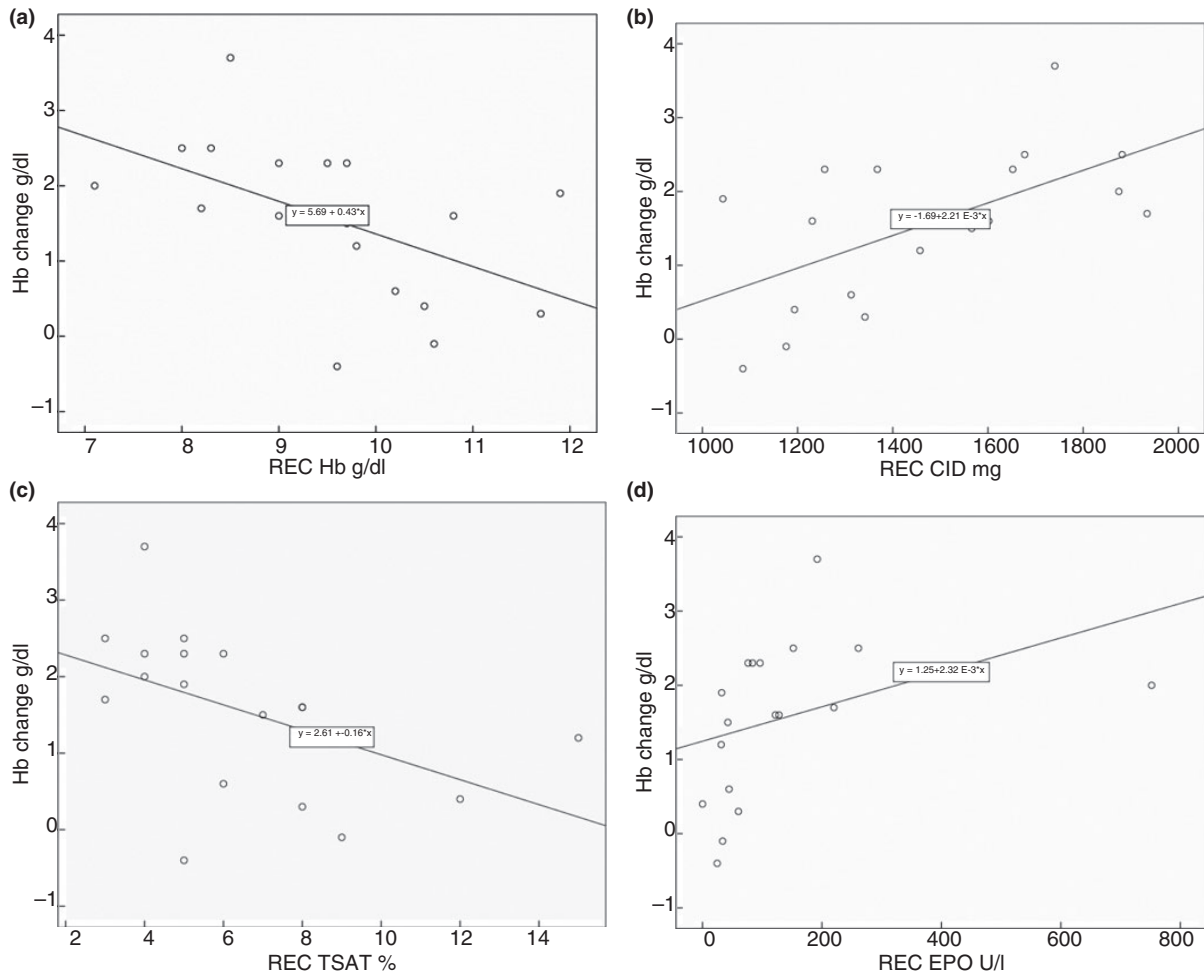 (a)
4
3
2
1
0
–1
Hb change g/dl
y = 5.69 + 0.43*x
7 8 9 10 11 12
REC Hb g/dl
(b)
4
3
2
1
0
–1
Hb change g/dl
y = -1.69+2.21 E-3*x
1000 1200 1400 1600 1800 2000
REC CID mg
(c)
4
3
2
1
0
–1
Hb change g/dl
y = 2.61 +-0.16*x
2 4 6 8 10 12 14
REC TSAT %
(d)
4
3
2
1
0
–1
Hb change g/dl
y = 1.25+2.32 E-3*x
0 200 400 600 800
REC EPO U/l